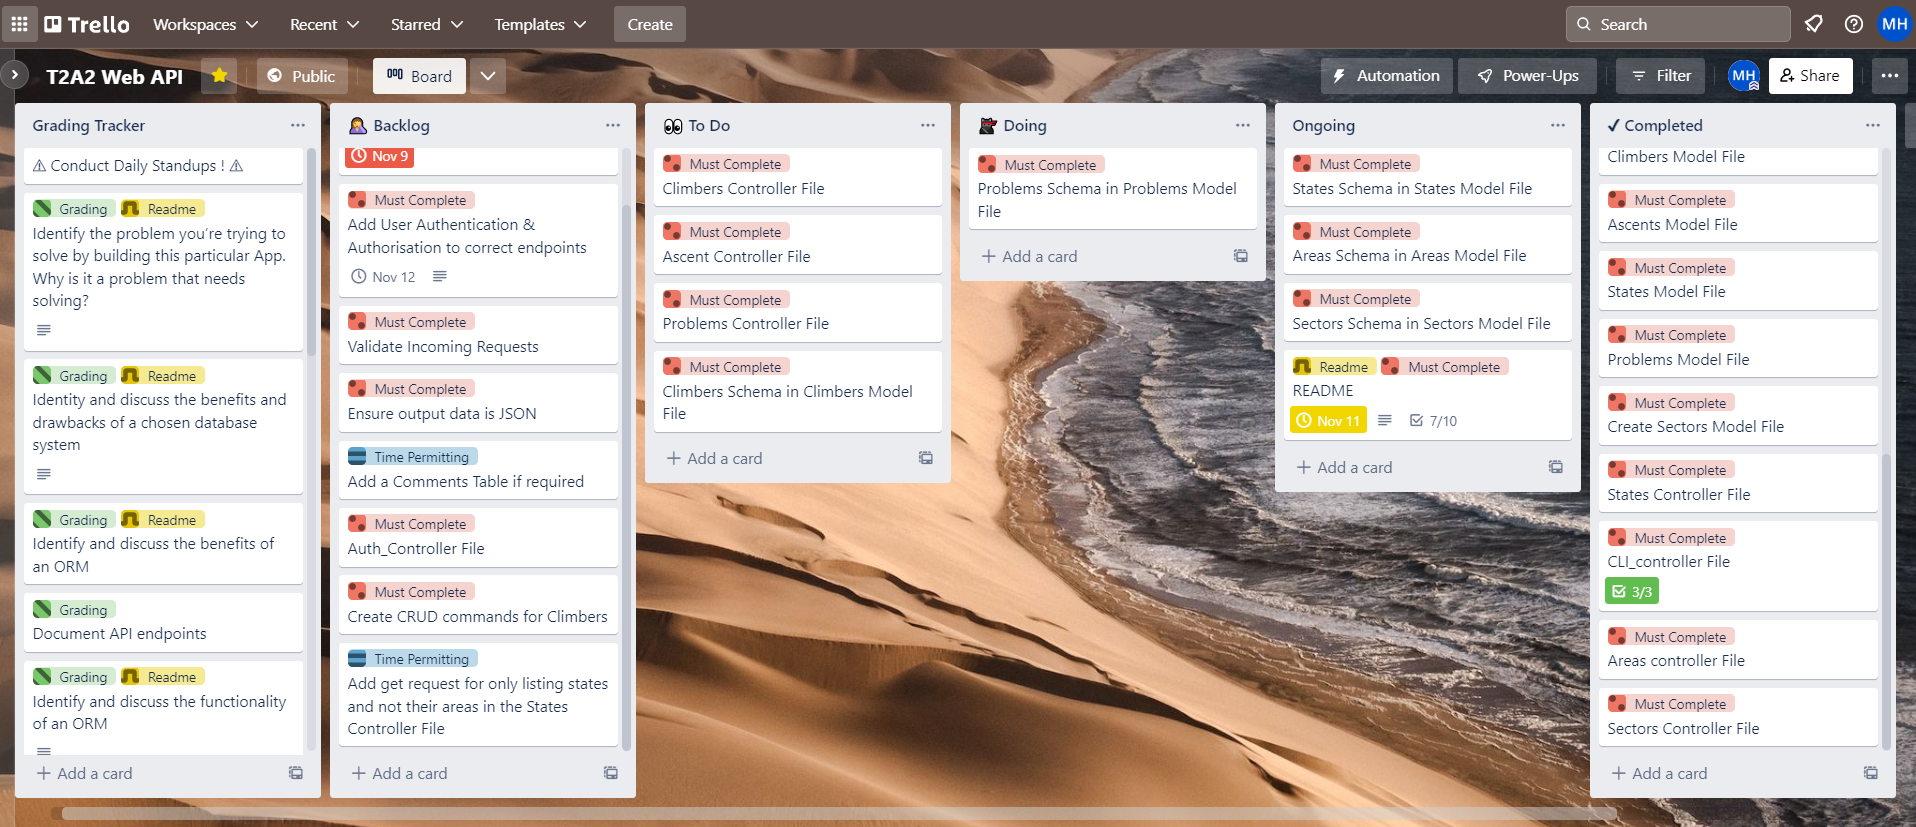 Trello
Workspaces
Recent
Starred
Templates
Create
Search
MH
T2A2 Web API
Public
Board
Automation
Power-Ups
Filter
MH
Share
Grading Tracker
⚠ Conduct Daily Standups ! ⚠
Grading Readme
Identify the problem you're trying to
solve by building this particular App.
Why is it a problem that needs
solving?
Grading Readme
Identity and discuss the benefits and
drawbacks of a chosen database
system
Grading Readme
Identify and discuss the benefits of
an ORM
Grading
Document API endpoints
Grading Readme
Identify and discuss the functionality
of an ORM
+ Add a card
Backlog
Nov 9
Must Complete
Add User Authentication &
Authorisation to correct endpoints
Nov 12
Must Complete
Validate Incoming Requests
Must Complete
Ensure output data is JSON
Time Permitting
Add a Comments Table if required
Must Complete
Auth_Controller File
Must Complete
Create CRUD commands for Climbers
Time Permitting
Add get request for only listing states
and not their areas in the States
Controller File
+ Add a card
To Do
Must Complete
Climbers Controller File
Must Complete
Ascent Controller File
Must Complete
Problems Controller File
Must Complete
Climbers Schema in Climbers Model
File
+ Add a card
Doing
Must Complete
Problems Schema in Problems Model
File
+ Add a card
Ongoing
Must Complete
States Schema in States Model File
Must Complete
Areas Schema in Areas Model File
Must Complete
Sectors Schema in Sectors Model File
Readme Must Complete
README
Nov 11 7/10
+ Add a card
✓ Completed
Climbers Model File
Must Complete
Ascents Model File
Must Complete
States Model File
Must Complete
Problems Model File
Must Complete
Create Sectors Model File
Must Complete
States Controller File
Must Complete
CLI_controller File
3/3
Must Complete
Areas controller File
Must Complete
Sectors Controller File
+ Add a card